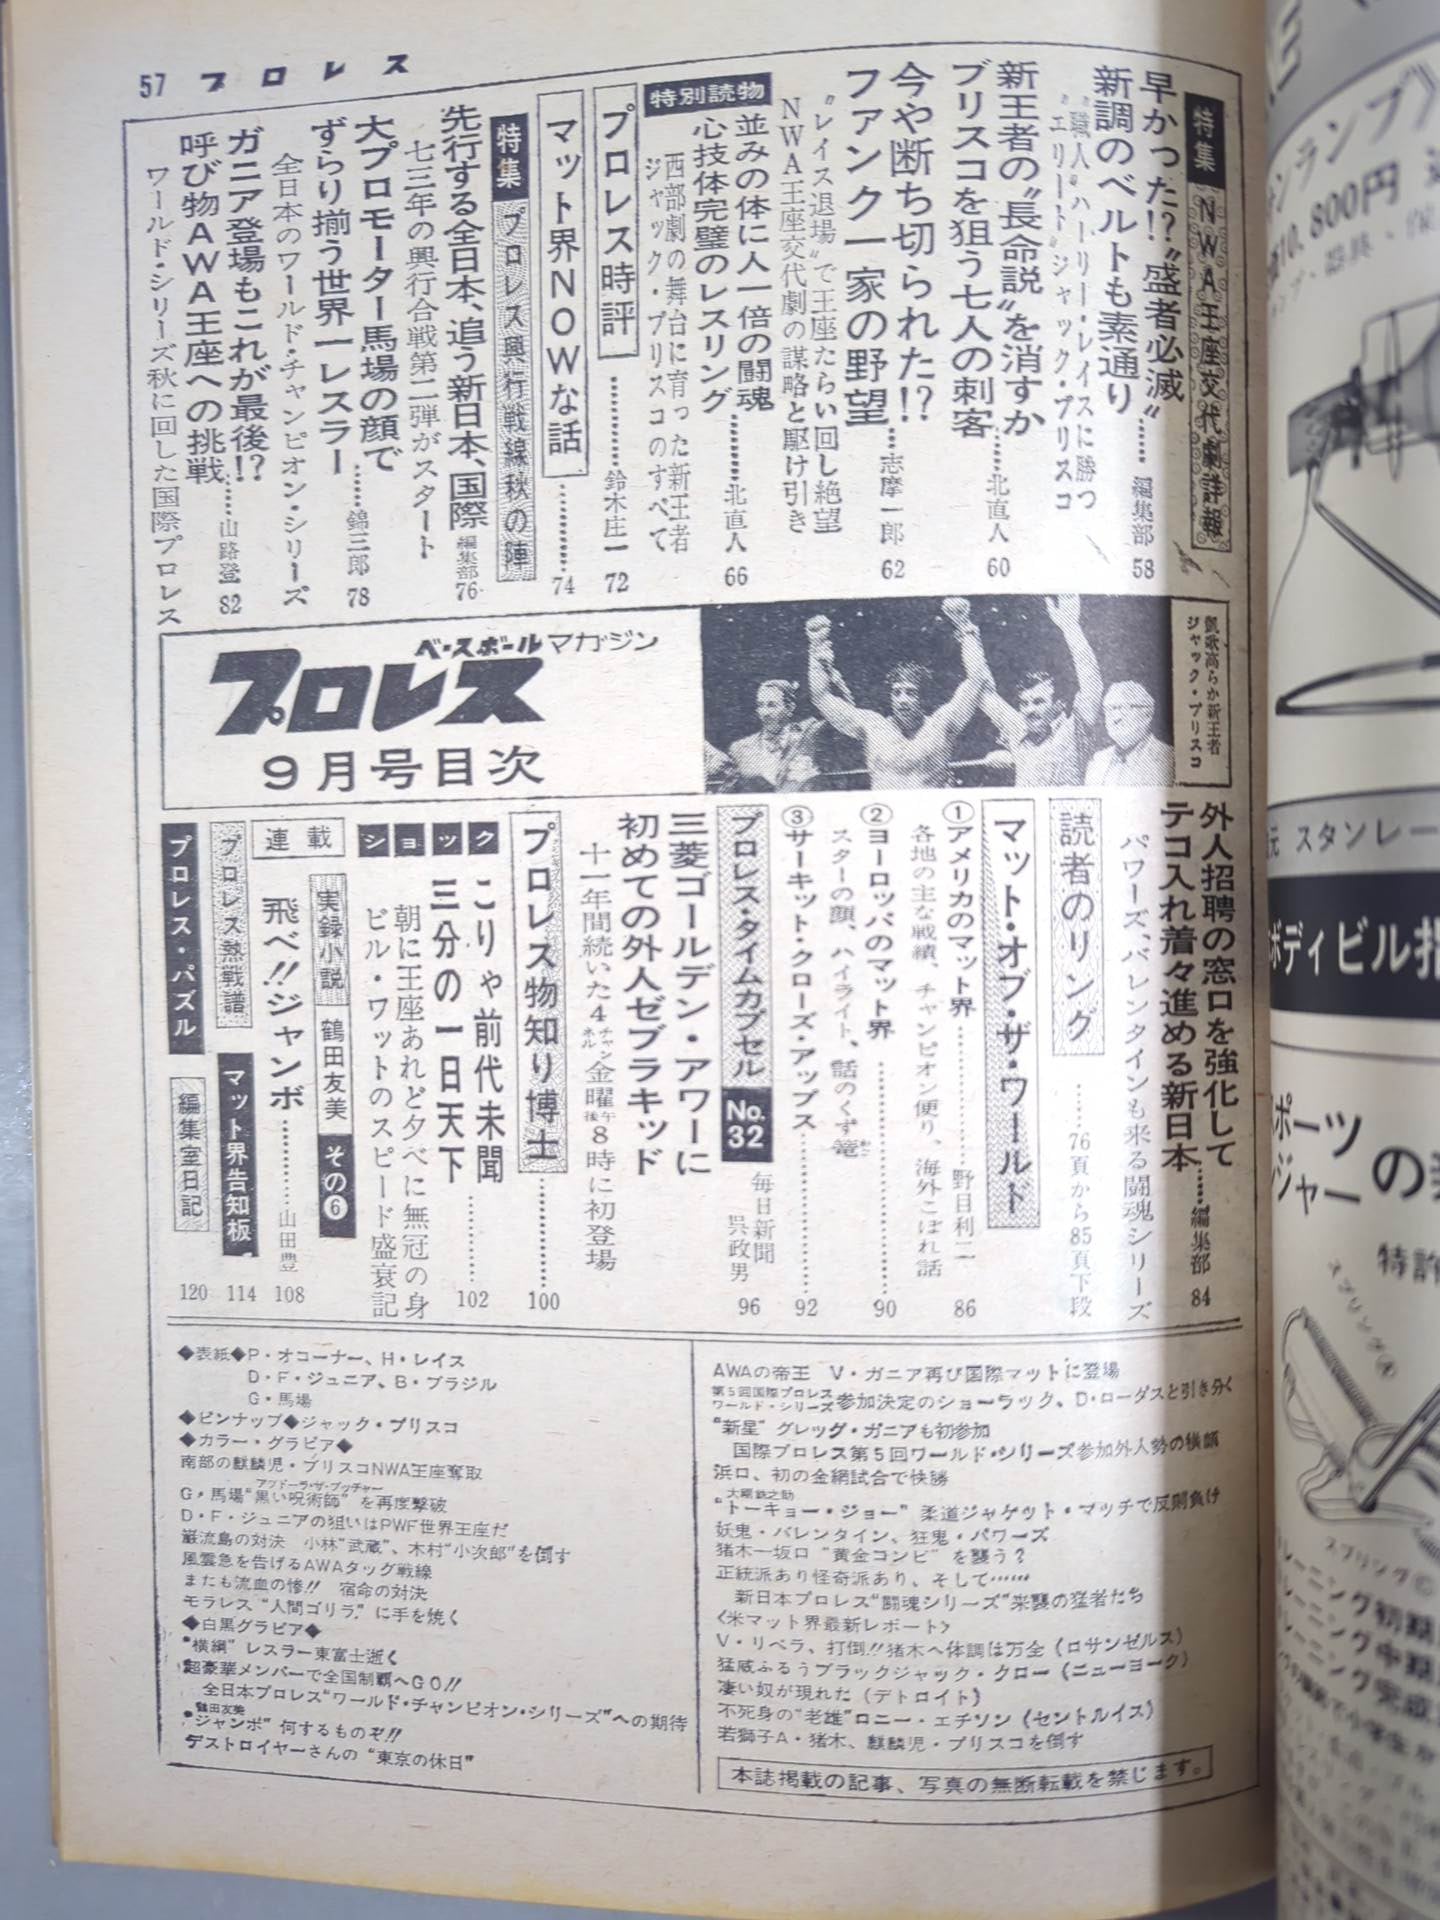 57 プロレス
特集 NWA王座交代劇詳報
早かった!?“盛者必滅”
新調のベルトも素通り……編集部 58
“職人”ハーリー・レイスに勝つ
“エリート”ジャック・ブリスコ
新王者の“長命説”を消すか
ブリスコを狙う七人の刺客……北直人 60
今や断ち切られた!?
ファンク一家の野望……志摩一郎 62
“レイス退場”で王座たらい回し絶望
NWA王座交代劇の謀略と駆け引き
特別読物
並みの体に人一倍の闘魂
心技体完璧のレスリング……北直人 66
西部劇の舞台に育った新王者
ジャック・ブリスコのすべて
プロレス時評……鈴木庄一 72
マット界NOWな話……74
特集 プロレス興行戦線秋の陣
先行する全日本、追う新日本、国際 編集部 76
七三年の興行合戦第二弾がスタート
大プロモーター馬場の顔で
ずらり揃う世界一レスラー……錦三郎 78
全日本のワールド・チャンピオン・シリーズ
ガニア登場もこれが最後!?
呼び物AWA王座への挑戦……山路登 82
ワールド・シリーズ秋に回した国際プロレス
凱歌高らか新王者
ジャック・ブリスコ
ベースボールマガジン
プロレス
9月号目次
外人招聘の窓口を強化して
テコ入れ着々進める新日本……編集部 84
パワーズ、バレンタインも来る闘魂シリーズ
読者のリング……76頁から85頁下段
マット・オブ・ザ・ワールド
①アメリカのマット界……野目利二 86
各地の主な戦績、チャンピオン便り、海外こぼれ話
②ヨーロッパのマット界……90
スターの顔、ハイライト、話のくず篭
③サーキット・クローズ・アップス……92
プロレス・タイムカプセル No.32 毎日新聞 呉政男 96
三菱ゴールデン・アワーに
初めての外人ゼブラキッド
十一年間続いた4チャンネル金曜午後8時に初登場
プロレス物知り博士……100
ショック
こりゃ前代未聞
三分の一日天下……102
朝に王座あれど夕べに無冠の身
ビル・ワットのスピード盛衰記
連載
実録小説 鶴田友美 その6
飛べ!!ジャンボ……山田豊 108
プロレス熱戦譜 マット界告知板 114
プロレス・パズル 編集室日記 120
◆表紙◆P・オコーナー、H・レイス
D・F・ジュニア、B・ブラジル
G・馬場
◆ピンナップ◆ジャック・ブリスコ
◆カラー・グラビア◆
南部の麒麟児・ブリスコNWA王座奪取
G・馬場“黒い呪術師”アブドーラ・ザ・ブッチャーを再度撃破
D・F・ジュニアの狙いはPWF世界王座だ
巌流島の対決 小林“武蔵”、木村“小次郎”を倒す
風雲急を告げるAWAタッグ戦線
またも流血の惨!! 宿命の対決
モラレス“人間ゴリラ”に手を焼く
◆白黒グラビア◆
“横綱”レスラー東富士逝く
超豪華メンバーで全国制覇へGO!!
全日本プロレス“ワールド・チャンピオン・シリーズ”への期待
鶴田友美
“ジャンボ”何するものぞ!!
デストロイヤーさんの“東京の休日”
AWAの帝王 V・ガニア再び国際マットに登場
第5回国際プロレスワールド・シリーズ参加決定のショーラック、D・ローダスと引き分く
“新星”グレッグ・ガニアも初参加
国際プロレス第5回ワールド・シリーズ参加外人勢の横顔
浜口、初の金網試合で快勝
大剛鉄之助
“トーキョー・ジョー”柔道ジャケット・マッチで反則負け
妖鬼・バレンタイン、狂鬼・パワーズ
猪木―坂口“黄金コンビ”を襲う?
正統派あり怪奇派あり、そして……
新日本プロレス“闘魂シリーズ”来襲の猛者たち
〈米マット界最新レポート〉
V・リベラ、打倒!!猪木へ体調は万全（ロサンゼルス）
猛威ふるうブラックジャック・クロー（ニューヨーク）
凄い奴が現れた（デトロイト）
不死身の“老雄”ロニー・エチソン（セントルイス）
若獅子A・猪木、麒麟児・ブリスコを倒す
本誌掲載の記事、写真の無断転載を禁じます。
10,800円
スタンレー
ボディビル
の